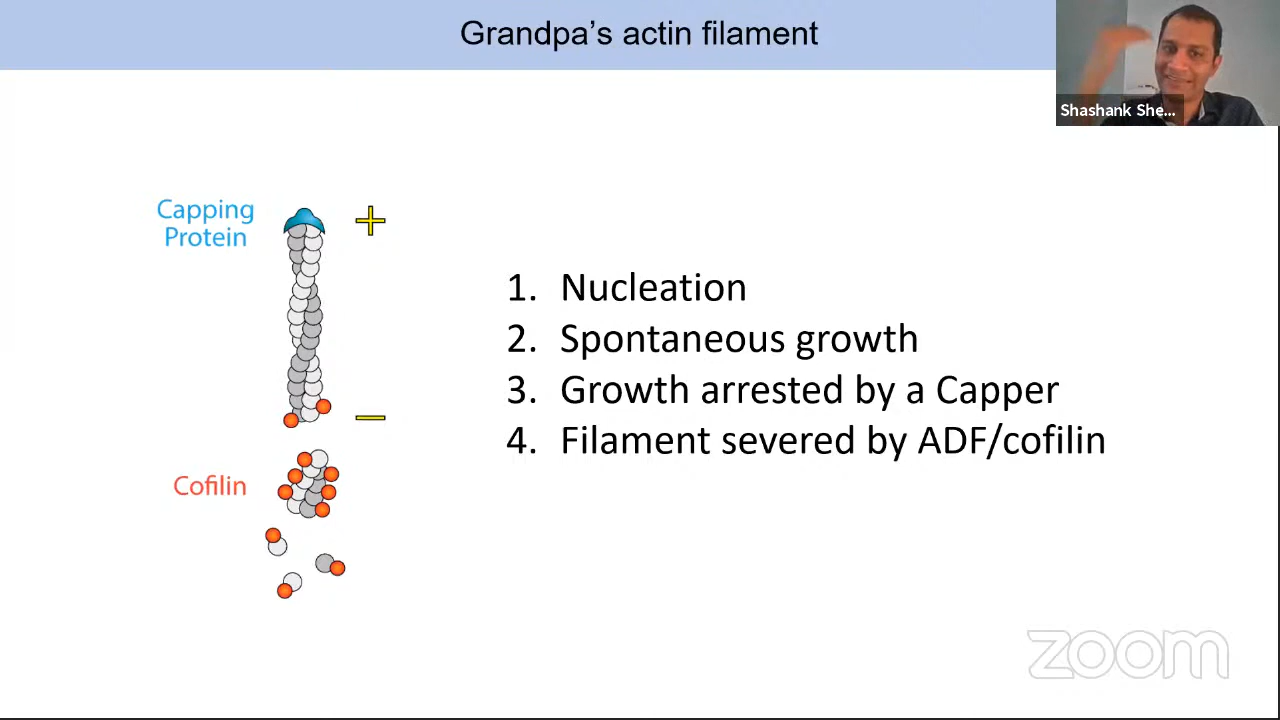 Grandpa's actin filament
Shashank She...
Capping
Protein
+
1. Nucleation
2. Spontaneous growth
3. Growth arrested by a Capper
4. Filament severed by ADF/cofilin
−
Cofilin
zoom